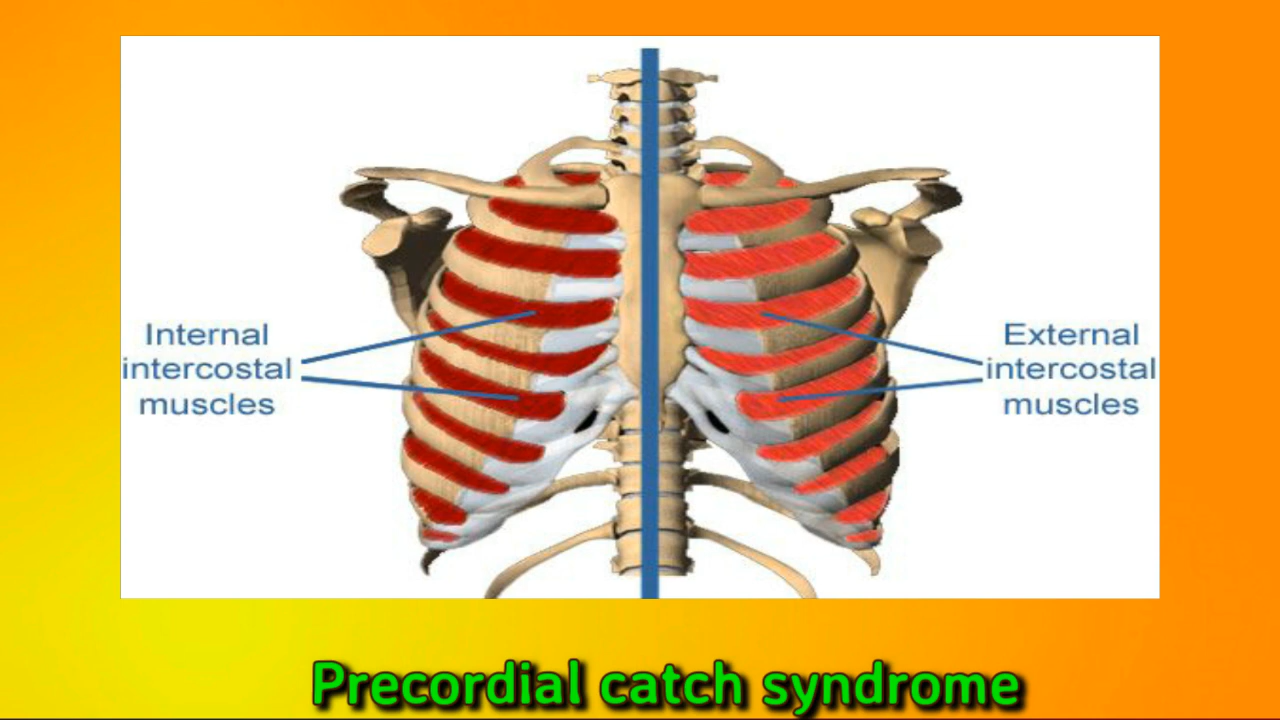 Internal
intercostal
muscles
External
intercostal
muscles
Precordial catch syndrome